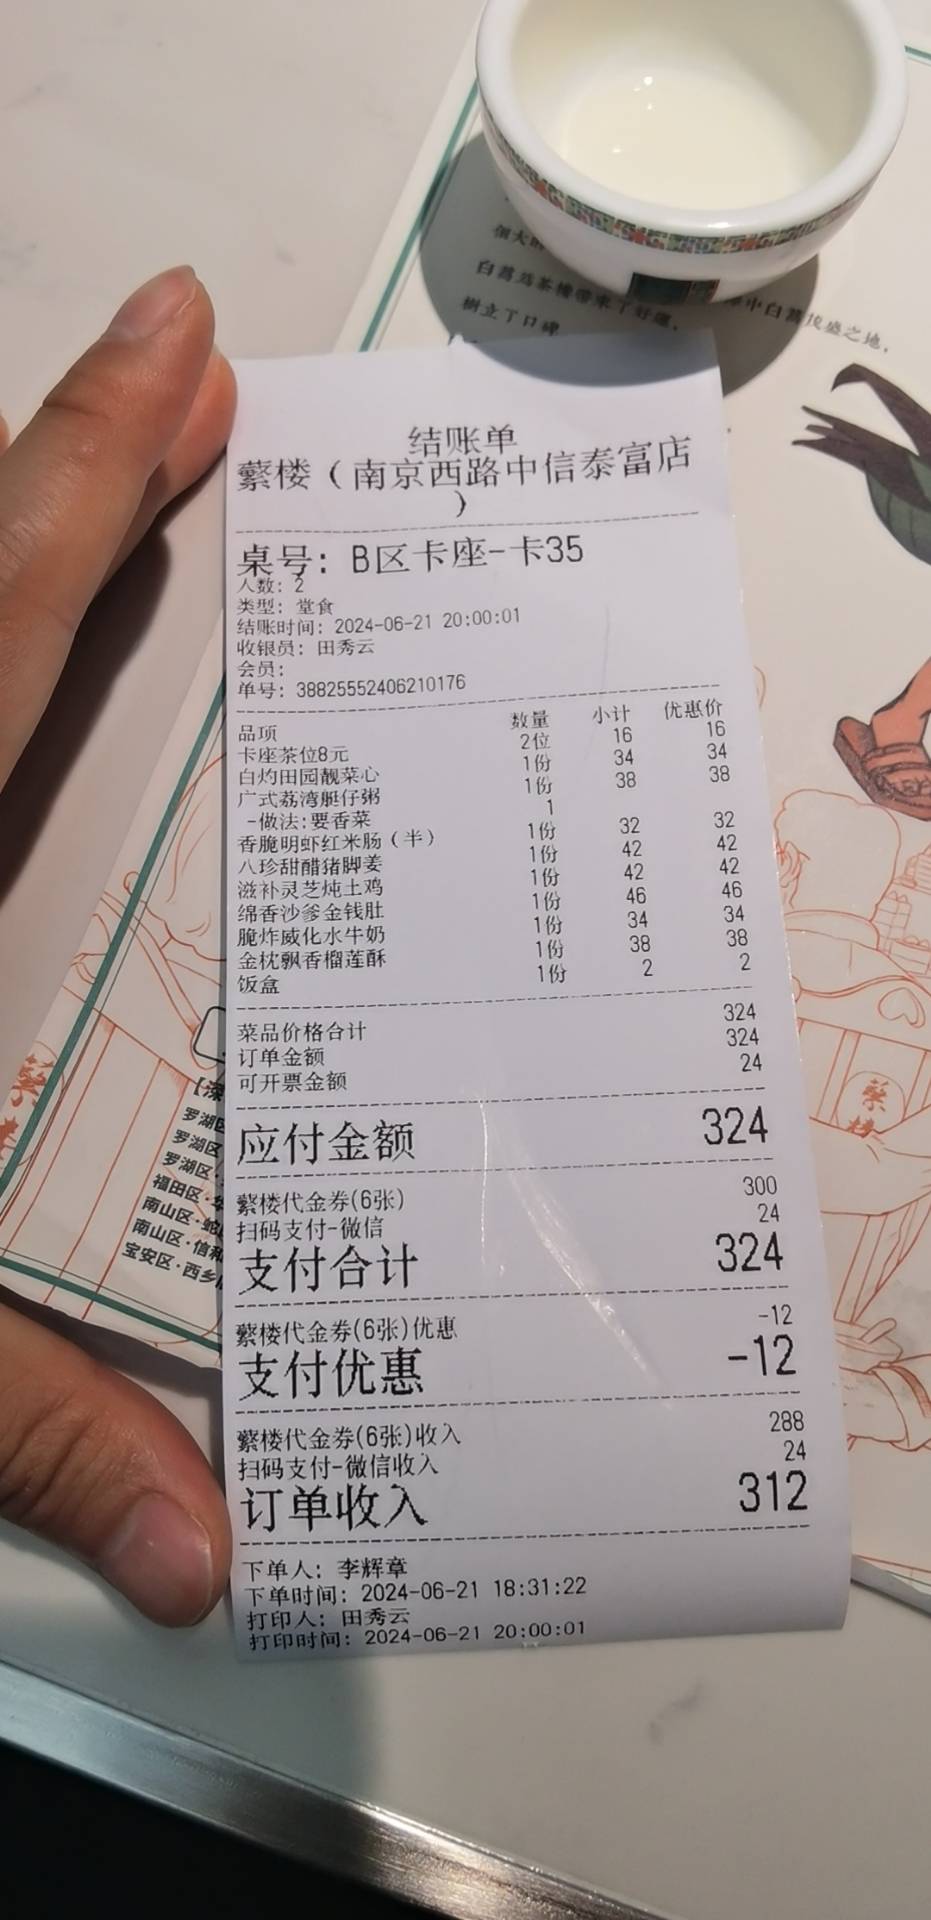 白蔦迅茶樓帶來了好運，
樹立了口碑
结账单
蘩楼（南京西路中信泰富店
）
桌号: B区卡座-卡35
人数: 2
类型: 堂食
结账时间: 2024-06-21 20:00:01
收银员: 田秀云
会员:
单号: 38825552406210176
品项 数量 小计 优惠价
卡座茶位8元 2位 16 16
白灼田园靓菜心 1份 34 34
广式荔湾艇仔粥 1份 38 38
-做法:要香菜 1
香脆明虾红米肠（半） 1份 32 32
八珍甜醋猪脚姜 1份 42 42
滋补灵芝炖土鸡 1份 42 42
绵香沙爹金钱肚 1份 46 46
脆炸威化水牛奶 1份 34 34
金枕飘香榴莲酥 1份 38 38
饭盒 1份 2 2
菜品价格合计 324
订单金额 324
可开票金额 24
应付金额 324
蘩楼代金券(6张) 300
扫码支付-微信 24
支付合计 324
蘩楼代金券(6张)优惠 -12
支付优惠 -12
蘩楼代金券(6张)收入 288
扫码支付-微信收入 24
订单收入 312
下单人: 李辉章
下单时间: 2024-06-21 18:31:22
打印人: 田秀云
打印时间: 2024-06-21 20:00:01
罗湖区
罗湖区
罗湖区
福田区
南山区·蛇
南山区·信和
宝安区·西乡